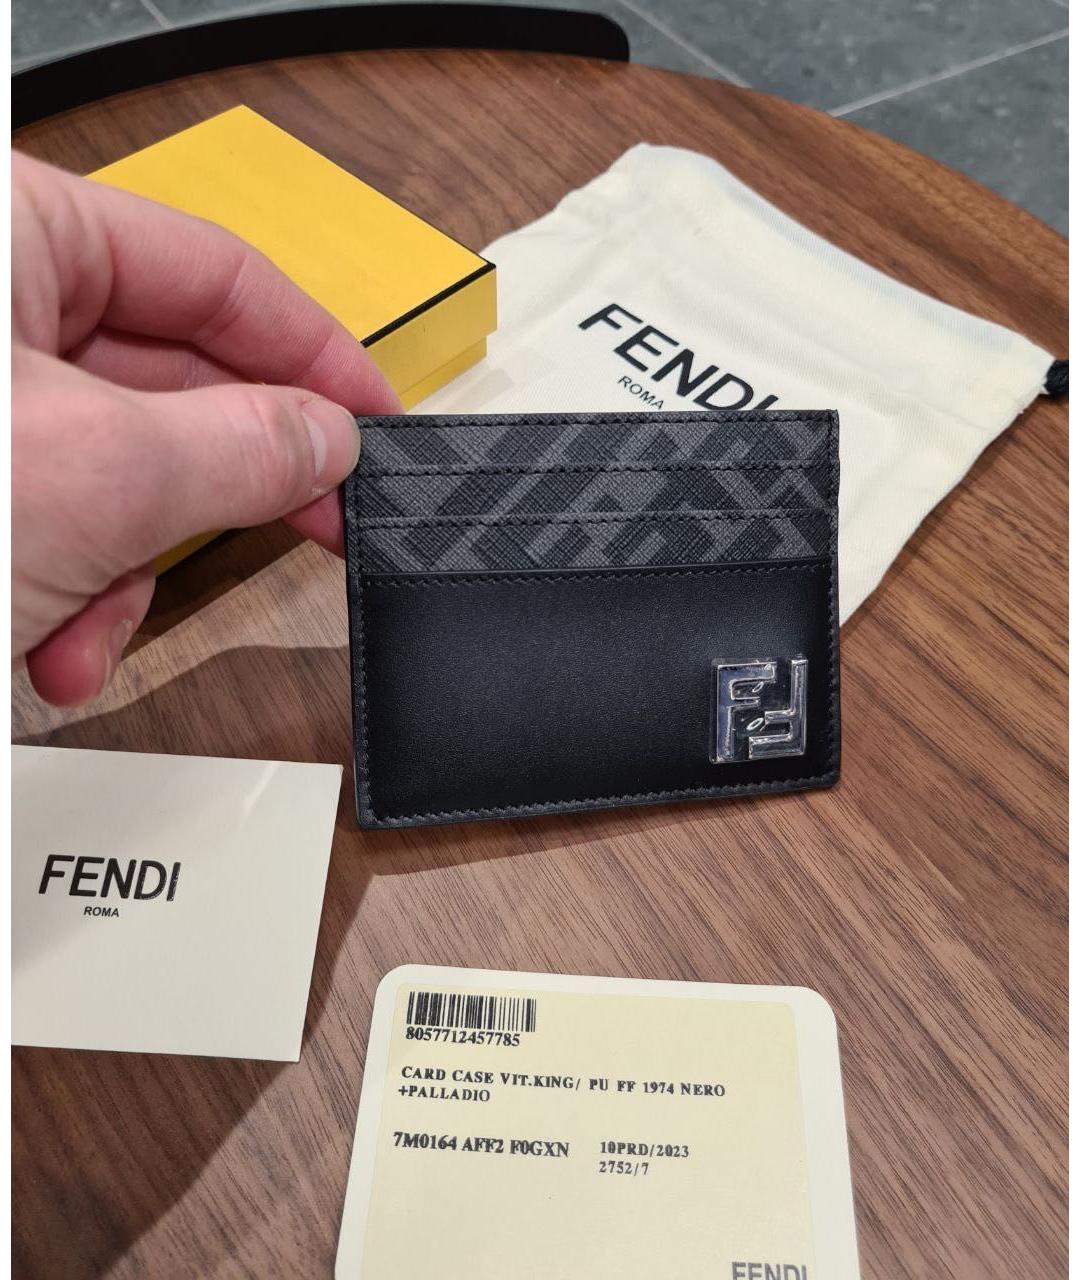 FENDI
ROMA
FENDI
ROMA
8057712457785
CARD CASE VIT.KING/ PU FF 1974 NERO
+PALLADIO
7M0164 AFF2 F0GXN 10PRD/2023
2752/7
FENDI